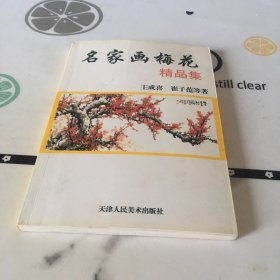 名家画梅花
精品集
王成喜 崔子范等著
天津人民美术出版社
still clear